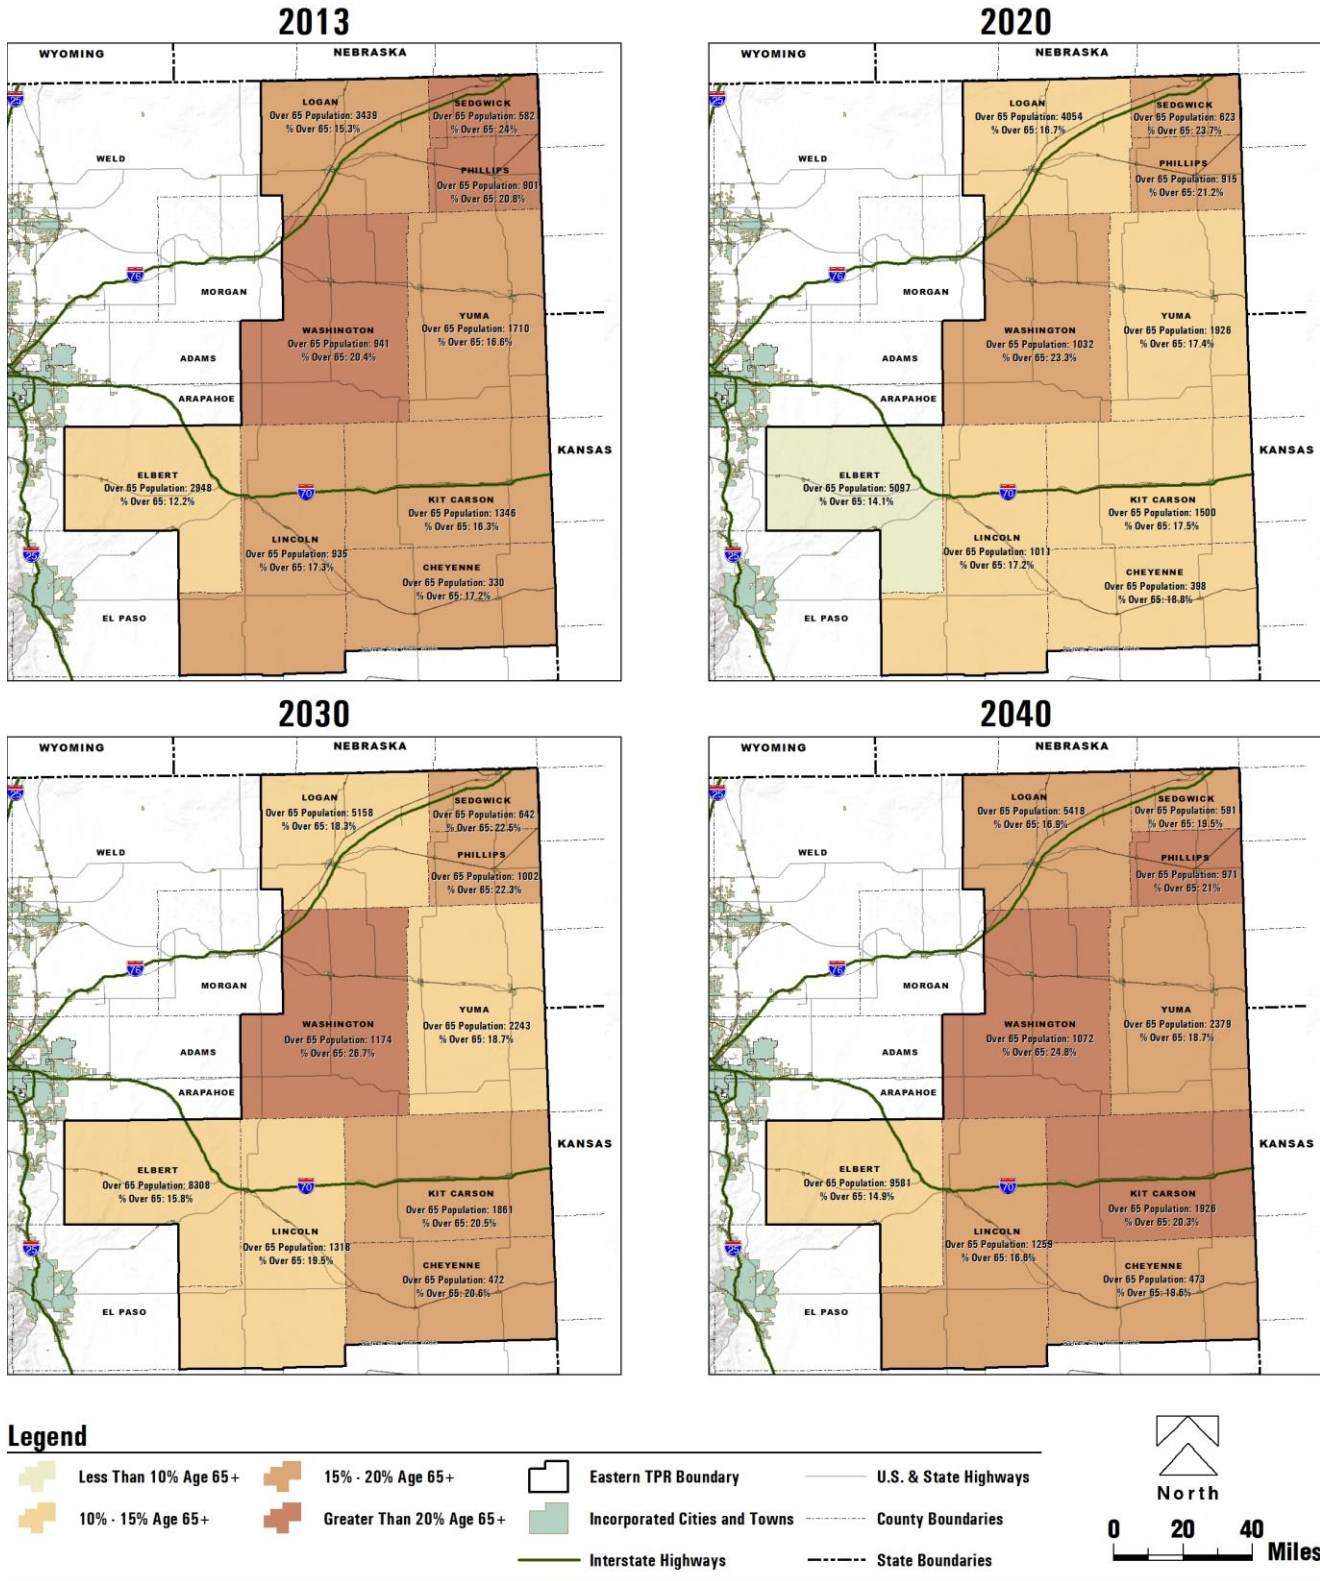 2013
WYOMING
NEBRASKA
25
LOGAN
Over 65 Population: 3439
% Over 65: 15.3%
SEDGWICK
Over 65 Population: 582
% Over 65: 24%
WELD
PHILLIPS
Over 65 Population: 901
% Over 65: 20.8%
76
MORGAN
WASHINGTON
Over 65 Population: 941
% Over 65: 20.4%
YUMA
Over 65 Population: 1710
% Over 65: 16.6%
ADAMS
ARAPAHOE
KANSAS
ELBERT
Over 65 Population: 2948
% Over 65: 12.2%
70
KIT CARSON
Over 65 Population: 1346
% Over 65: 16.3%
LINCOLN
Over 65 Population: 935
% Over 65: 17.3%
25
CHEYENNE
Over 65 Population: 330
% Over 65: 17.2%
EL PASO
2020
WYOMING
NEBRASKA
25
LOGAN
Over 65 Population: 4054
% Over 65: 16.7%
SEDGWICK
Over 65 Population: 623
% Over 65: 23.7%
WELD
PHILLIPS
Over 65 Population: 915
% Over 65: 21.2%
76
MORGAN
WASHINGTON
Over 65 Population: 1032
% Over 65: 23.3%
YUMA
Over 65 Population: 1926
% Over 65: 17.4%
ADAMS
ARAPAHOE
KANSAS
ELBERT
Over 65 Population: 5097
% Over 65: 14.1%
70
KIT CARSON
Over 65 Population: 1500
% Over 65: 17.5%
LINCOLN
Over 65 Population: 1011
% Over 65: 17.2%
25
CHEYENNE
Over 65 Population: 398
% Over 65: 18.8%
EL PASO
2030
WYOMING
NEBRASKA
25
LOGAN
Over 65 Population: 5158
% Over 65: 18.3%
SEDGWICK
Over 65 Population: 642
% Over 65: 22.5%
WELD
PHILLIPS
Over 65 Population: 1002
% Over 65: 22.3%
76
MORGAN
WASHINGTON
Over 65 Population: 1174
% Over 65: 26.7%
YUMA
Over 65 Population: 2243
% Over 65: 18.7%
ADAMS
ARAPAHOE
KANSAS
ELBERT
Over 65 Population: 8308
% Over 65: 15.8%
70
KIT CARSON
Over 65 Population: 1861
% Over 65: 20.5%
LINCOLN
Over 65 Population: 1318
% Over 65: 19.5%
25
CHEYENNE
Over 65 Population: 472
% Over 65: 20.6%
EL PASO
2040
WYOMING
NEBRASKA
25
LOGAN
Over 65 Population: 5418
% Over 65: 16.9%
SEDGWICK
Over 65 Population: 591
% Over 65: 19.5%
WELD
PHILLIPS
Over 65 Population: 971
% Over 65: 21%
76
MORGAN
WASHINGTON
Over 65 Population: 1072
% Over 65: 24.8%
YUMA
Over 65 Population: 2379
% Over 65: 18.7%
ADAMS
ARAPAHOE
KANSAS
ELBERT
Over 65 Population: 9581
% Over 65: 14.9%
70
KIT CARSON
Over 65 Population: 1926
% Over 65: 20.3%
LINCOLN
Over 65 Population: 1259
% Over 65: 16.6%
25
CHEYENNE
Over 65 Population: 473
% Over 65: 19.6%
EL PASO
Legend
Less Than 10% Age 65+
15% - 20% Age 65+
Eastern TPR Boundary
U.S. & State Highways
10% - 15% Age 65+
Greater Than 20% Age 65+
Incorporated Cities and Towns
County Boundaries
Interstate Highways
State Boundaries
North
0 20 40 Miles